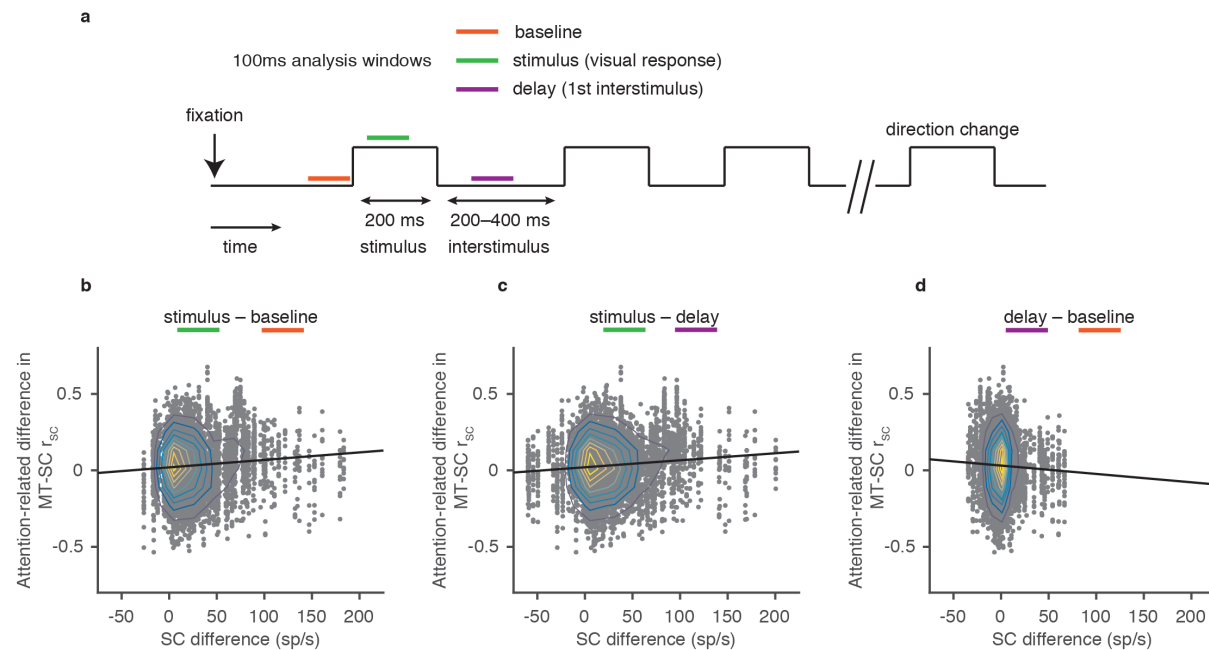 a
baseline
100ms analysis windows
stimulus (visual response)
delay (1st interstimulus)
fixation
direction change
200 ms
stimulus
200–400 ms
interstimulus
time
b
stimulus – baseline
Attention-related difference in
MT-SC rSC
0.5
0
-0.5
-50 0 50 100 150 200
SC difference (sp/s)
c
stimulus – delay
Attention-related difference in
MT-SC rSC
0.5
0
-0.5
-50 0 50 100 150 200
SC difference (sp/s)
d
delay – baseline
Attention-related difference in
MT-SC rSC
0.5
0
-0.5
-50 0 50 100 150 200
SC difference (sp/s)